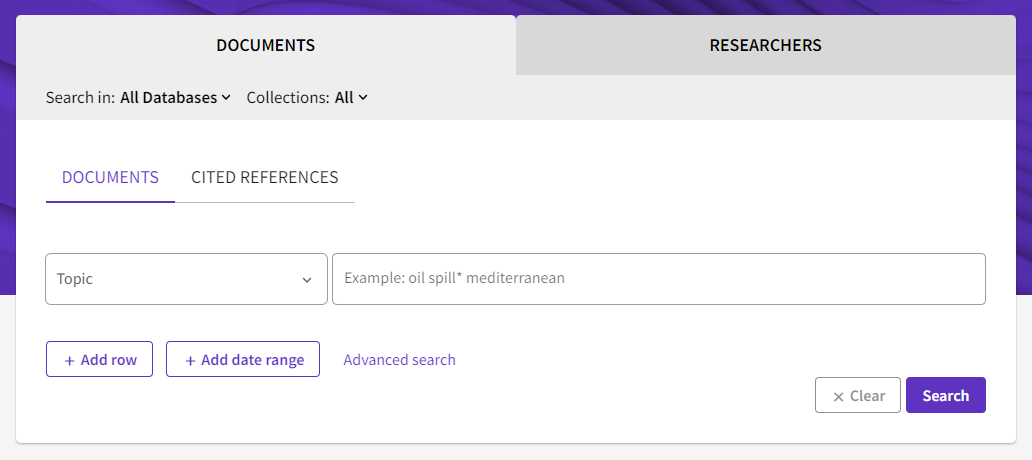 DOCUMENTS RESEARCHERS
Search in: All Databases Collections: All
DOCUMENTS CITED REFERENCES
Topic Example: oil spill* mediterranean
+ Add row + Add date range Advanced search
× Clear Search